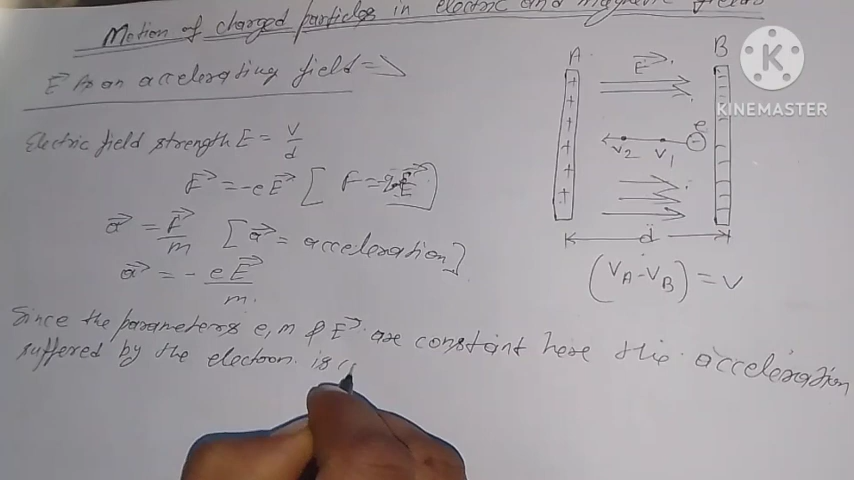 Motion of charged particles in electric and magnetic fields
E→ As an accelerating field ⇒
Electric field strength E = V/d
F→ = -e E→ [ F = qE→ ]
a→ = F→/m [ a→ = acceleration ]
a→ = - eE→/m.
Since the parameters e, m & E→ are constant here the acceleration
suffered by the electron is c
A
B
E→
+
+
+
+
+
+
V2 V1 e
-
d
(VA - VB) = V
K
KINEMASTER